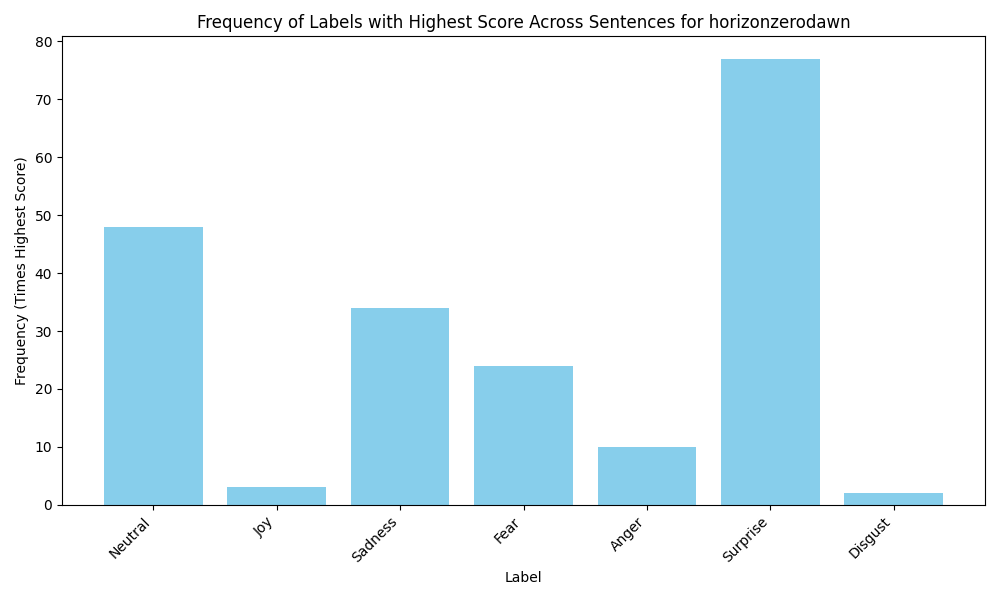 Frequency of Labels with Highest Score Across Sentences for horizonzerodawn
Frequency (Times Highest Score)
80
70
60
50
40
30
20
10
0
Neutral
Joy
Sadness
Fear
Anger
Surprise
Disgust
Label